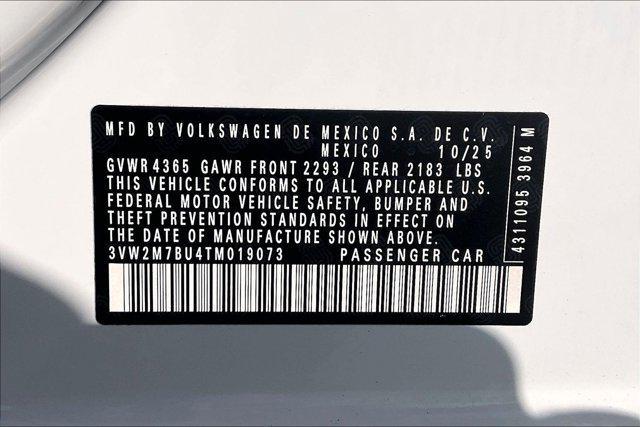 MFD BY VOLKSWAGEN DE MEXICO S.A. DE C.V.
MEXICO 10/25
GVWR 4365 GAWR FRONT 2293 / REAR 2183 LBS
THIS VEHICLE CONFORMS TO ALL APPLICABLE U.S.
FEDERAL MOTOR VEHICLE SAFETY, BUMPER AND
THEFT PREVENTION STANDARDS IN EFFECT ON
THE DATE OF MANUFACTURE SHOWN ABOVE.
3VW2M7BU4TM019073 PASSENGER CAR
4311095 3964 M